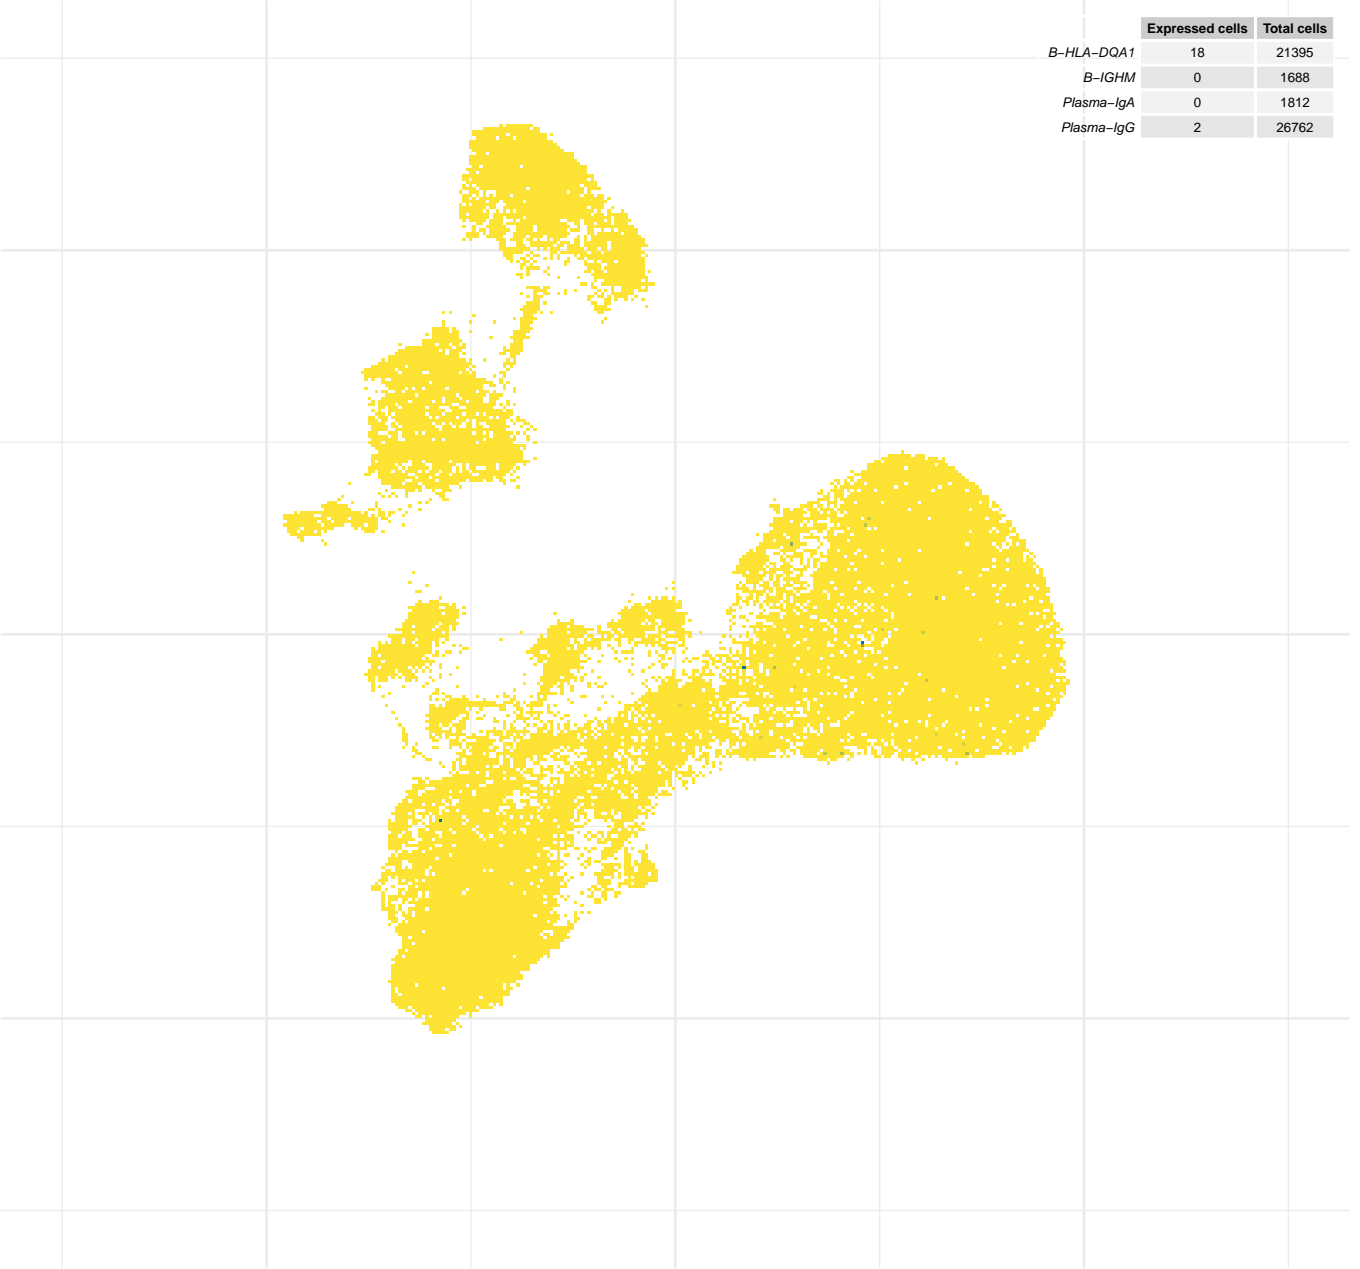 Expressed cells Total cells
B−HLA−DQA1 18 21395
B−IGHM 0 1688
Plasma−IgA 0 1812
Plasma−IgG 2 26762